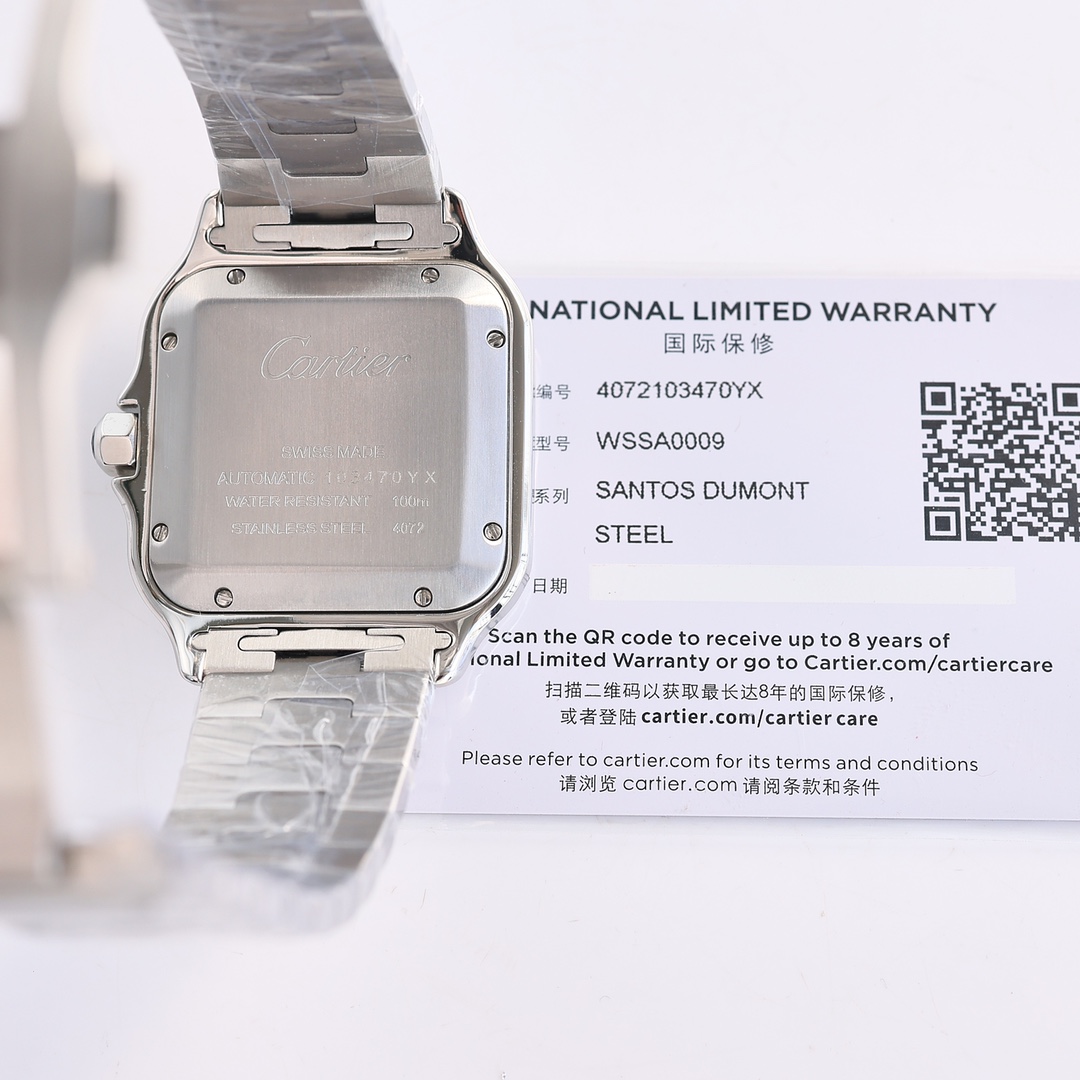 Cartier
SWISS MADE
AUTOMATIC 103470YX
WATER RESISTANT 100m
STAINLESS STEEL 4072
NATIONAL LIMITED WARRANTY
国际保修
编号 4072103470YX
型号 WSSA0009
系列 SANTOS DUMONT
STEEL
日期
Scan the QR code to receive up to 8 years of
onal Limited Warranty or go to Cartier.com/cartiercare
扫描二维码以获取最长达8年的国际保修，
或者登陆 cartier.com/cartier care
Please refer to cartier.com for its terms and conditions
请浏览 cartier.com 请阅条款和条件